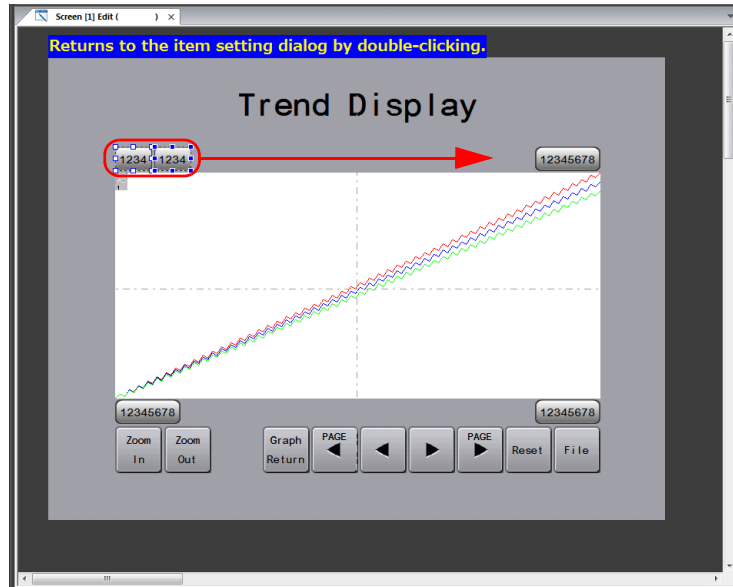 Screen [1] Edit ( )
Returns to the item setting dialog by double-clicking.
Trend Display
1234 1234 12345678
12345678 12345678
Zoom In
Zoom Out
Graph Return
PAGE
PAGE
Reset
File